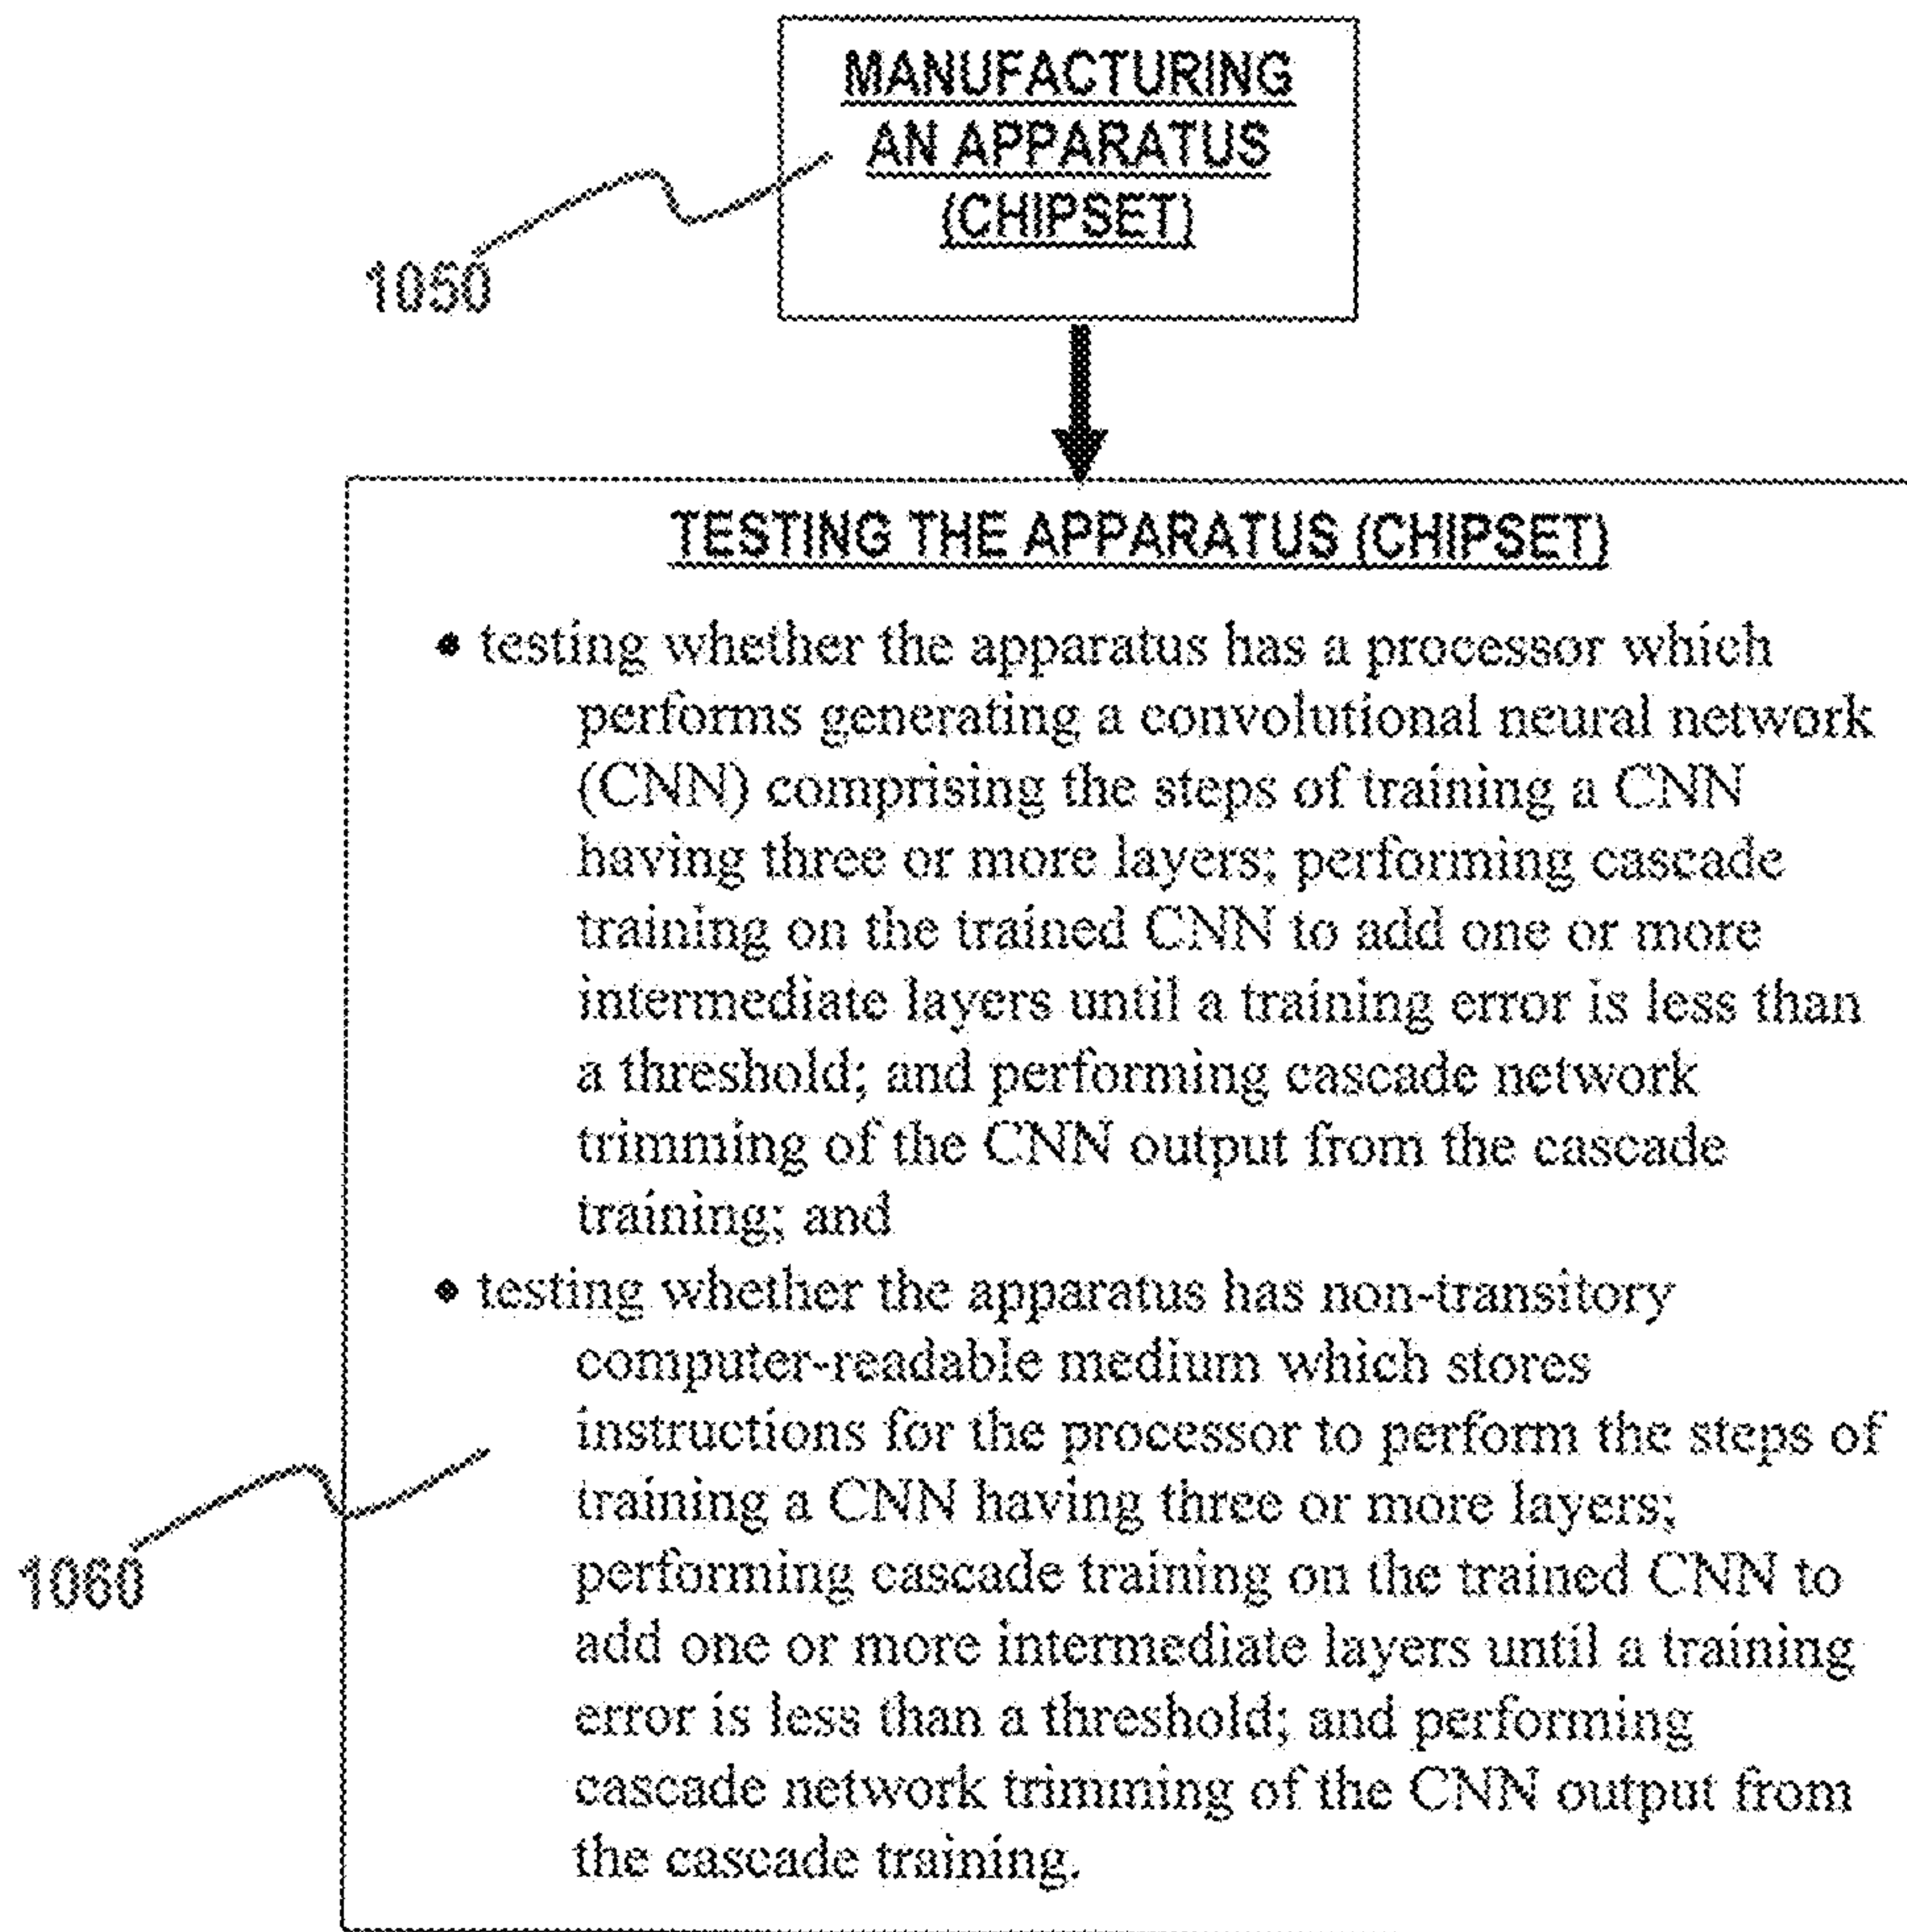 MANUFACTURING
AN APPARATUS
(CHIPSET)
1050
TESTING THE APPARATUS (CHIPSET)
• testing whether the apparatus has a processor which
performs generating a convolutional neural network
(CNN) comprising the steps of training a CNN
having three or more layers; performing cascade
training on the trained CNN to add one or more
intermediate layers until a training error is less than
a threshold; and performing cascade network
trimming of the CNN output from the cascade
training; and
• testing whether the apparatus has non-transitory
computer-readable medium which stores
instructions for the processor to perform the steps of
training a CNN having three or more layers;
performing cascade training on the trained CNN to
add one or more intermediate layers until a training
error is less than a threshold; and performing
cascade network trimming of the CNN output from
the cascade training.
1060